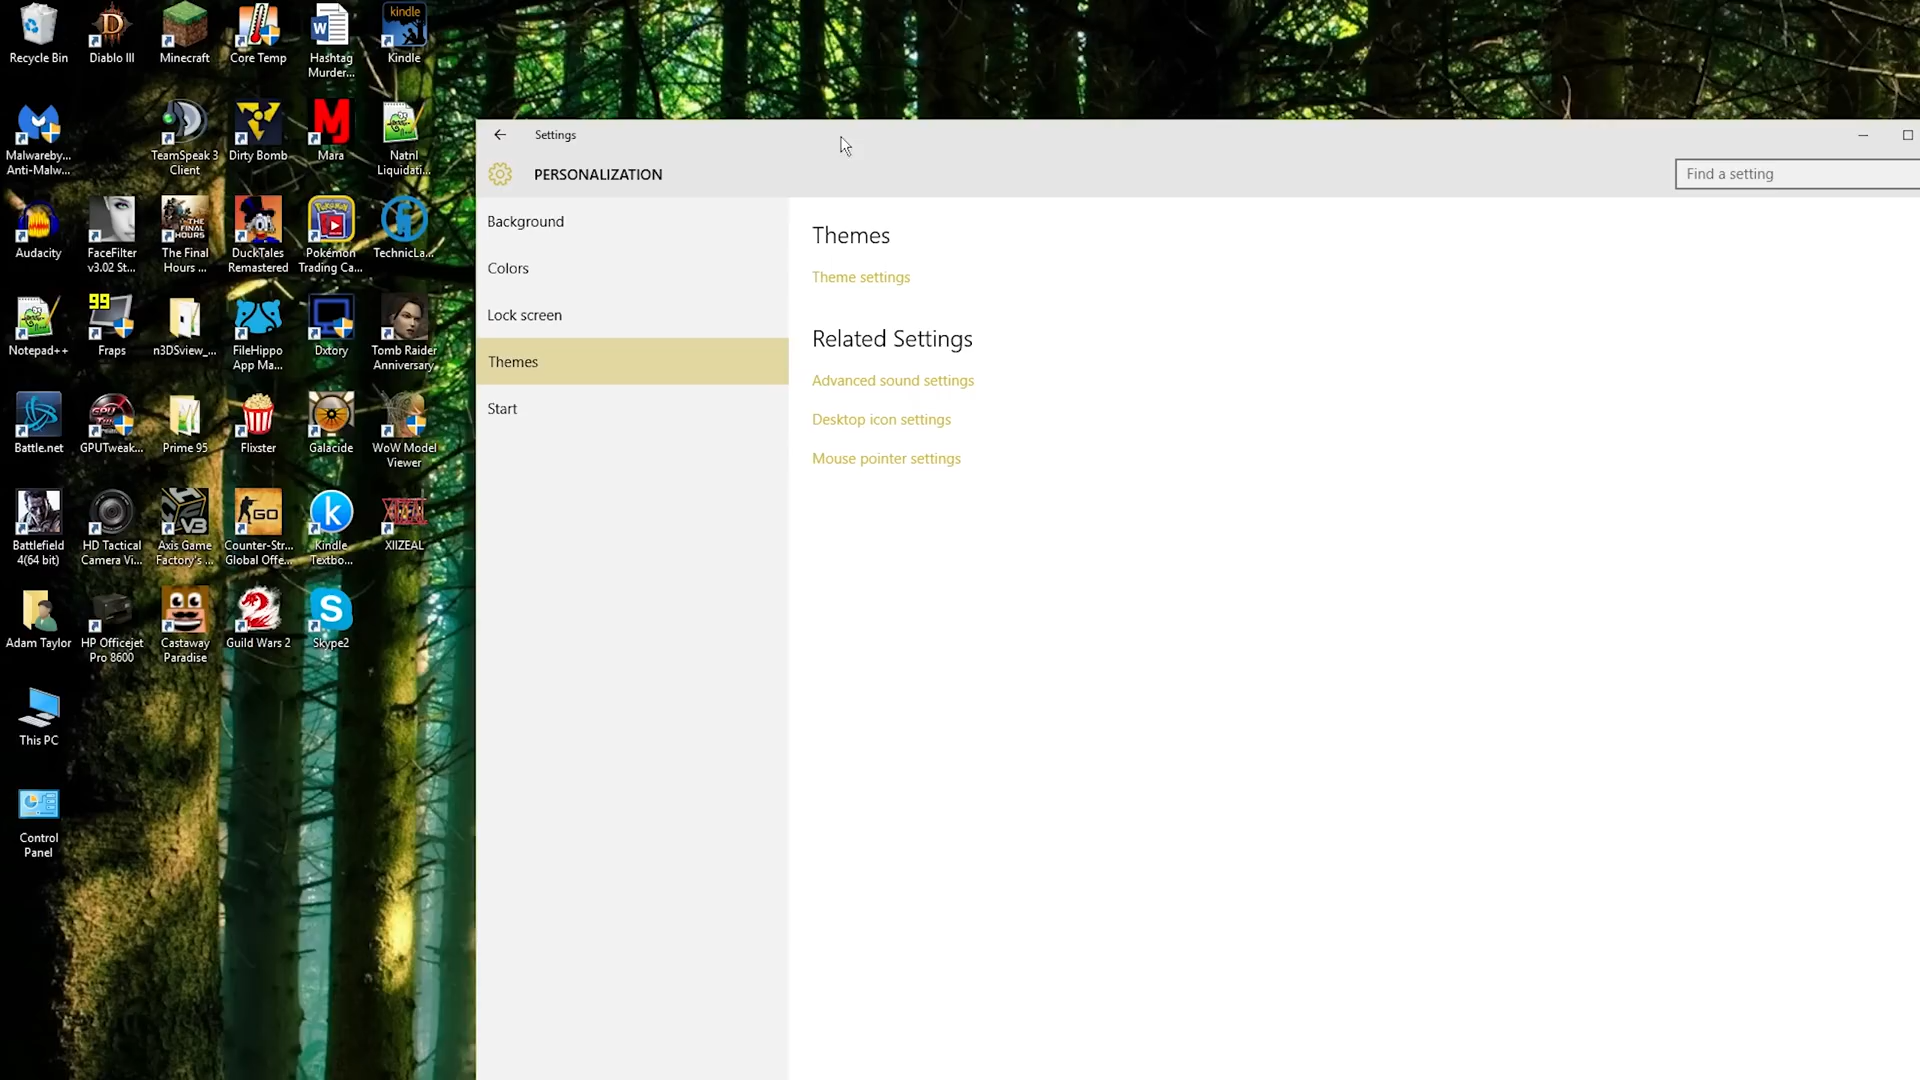 Recycle Bin
Diablo III
Minecraft
Core Temp
Hashtag
Murder...
kindle
Kindle
Malwareby...
Anti-Malw...
TeamSpeak 3
Client
Dirty Bomb
M
Mara
Natnl
Liquidati...
Audacity
FaceFilter
v3.02 St...
THE
FINAL
HOURS
The Final
Hours ...
DuckTales
Remastered
Pokémon
Trading Ca...
TechnicLa...
Notepad++
99
Fraps
n3DSview_...
FileHippo
App Ma...
Dxtory
Tomb Raider
Anniversary
Battle.net
GPUTweak...
Prime 95
Flixster
Galacide
WoW Model
Viewer
Battlefield
4(64 bit)
HD Tactical
Camera Vi...
V3
Axis Game
Factory's ...
GO
Counter-Str...
Global Offe...
k
Kindle
Textbo...
XIIZEAL
Adam Taylor
HP Officejet
Pro 8600
Castaway
Paradise
Guild Wars 2
S
Skype2
This PC
Control
Panel
Settings
PERSONALIZATION
Find a setting
Background
Colors
Lock screen
Themes
Start
Themes
Theme settings
Related Settings
Advanced sound settings
Desktop icon settings
Mouse pointer settings